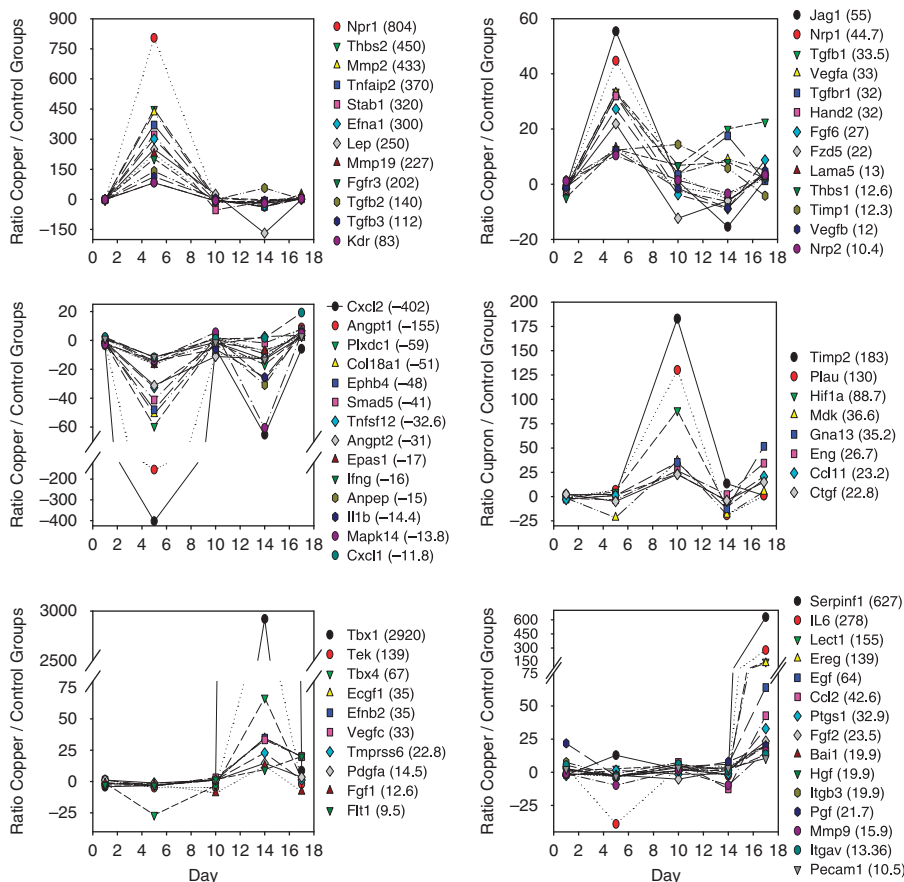 Ratio Copper / Control Groups
900
750
600
450
300
150
0
−150
0 2 4 6 8 10 12 14 16 18
Npr1 (804)
Thbs2 (450)
Mmp2 (433)
Tnfaip2 (370)
Stab1 (320)
Efna1 (300)
Lep (250)
Mmp19 (227)
Fgfr3 (202)
Tgfb2 (140)
Tgfb3 (112)
Kdr (83)
Ratio Copper / Control Groups
60
40
20
0
−20
0 2 4 6 8 10 12 14 16 18
Jag1 (55)
Nrp1 (44.7)
Tgfb1 (33.5)
Vegfa (33)
Tgfbr1 (32)
Hand2 (32)
Fgf6 (27)
Fzd5 (22)
Lama5 (13)
Thbs1 (12.6)
Timp1 (12.3)
Vegfb (12)
Nrp2 (10.4)
Ratio Copper / Control Groups
20
0
−20
−40
−60
−200
−300
−400
0 2 4 6 8 10 12 14 16 18
Cxcl2 (−402)
Angpt1 (−155)
Plxdc1 (−59)
Col18a1 (−51)
Ephb4 (−48)
Smad5 (−41)
Tnfsf12 (−32.6)
Angpt2 (−31)
Epas1 (−17)
Ifng (−16)
Anpep (−15)
Il1b (−14.4)
Mapk14 (−13.8)
Cxcl1 (−11.8)
Ratio Cupron / Control Groups
200
175
150
125
100
75
50
25
0
−25
0 2 4 6 8 10 12 14 16 18
Timp2 (183)
Plau (130)
Hif1a (88.7)
Mdk (36.6)
Gna13 (35.2)
Eng (26.7)
Ccl11 (23.2)
Ctgf (22.8)
Ratio Copper / Control Groups
3000
2500
75
50
25
0
−25
0 2 4 6 8 10 12 14 16 18
Day
Tbx1 (2920)
Tek (139)
Tbx4 (67)
Ecgf1 (35)
Efnb2 (35)
Vegfc (33)
Tmprss6 (22.8)
Pdgfa (14.5)
Fgf1 (12.6)
Flt1 (9.5)
Ratio Copper / Control Groups
600
450
300
150
75
50
25
0
−25
0 2 4 6 8 10 12 14 16 18
Day
Serpinf1 (627)
IL6 (278)
Lect1 (155)
Ereg (139)
Egf (64)
Ccl2 (42.6)
Ptgs1 (32.9)
Fgf2 (23.5)
Bai1 (19.9)
Hgf (19.9)
Itgb3 (19.9)
Pgf (21.7)
Mmp9 (15.9)
Itgav (13.36)
Pecam1 (10.5)